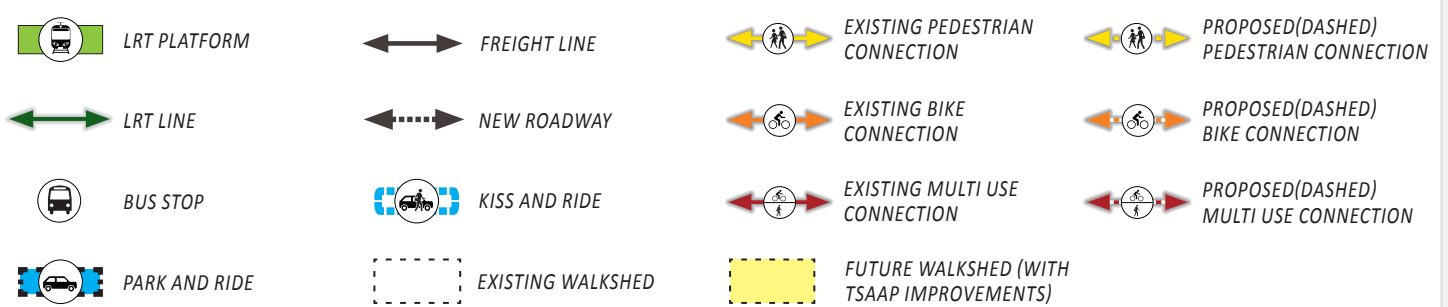 LRT PLATFORM
FREIGHT LINE
EXISTING PEDESTRIAN
CONNECTION
PROPOSED(DASHED)
PEDESTRIAN CONNECTION
LRT LINE
NEW ROADWAY
EXISTING BIKE
CONNECTION
PROPOSED(DASHED)
BIKE CONNECTION
BUS STOP
KISS AND RIDE
EXISTING MULTI USE
CONNECTION
PROPOSED(DASHED)
MULTI USE CONNECTION
PARK AND RIDE
EXISTING WALKSHED
FUTURE WALKSHED (WITH
TSAAP IMPROVEMENTS)